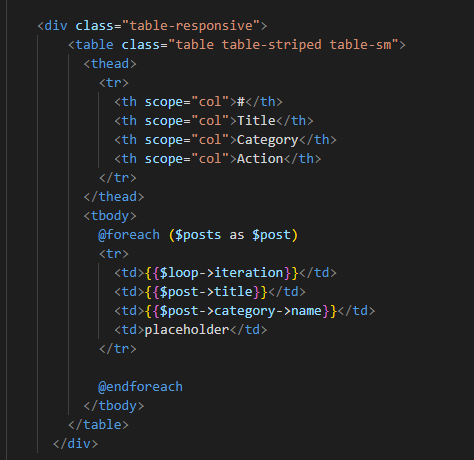 <div class="table-responsive">
<table class="table table-striped table-sm">
<thead>
<tr>
<th scope="col">#</th>
<th scope="col">Title</th>
<th scope="col">Category</th>
<th scope="col">Action</th>
</tr>
</thead>
<tbody>
@foreach ($posts as $post)
<tr>
<td>{{$loop->iteration}}</td>
<td>{{$post->title}}</td>
<td>{{$post->category->name}}</td>
<td>placeholder</td>
</tr>
@endforeach
</tbody>
</table>
</div>